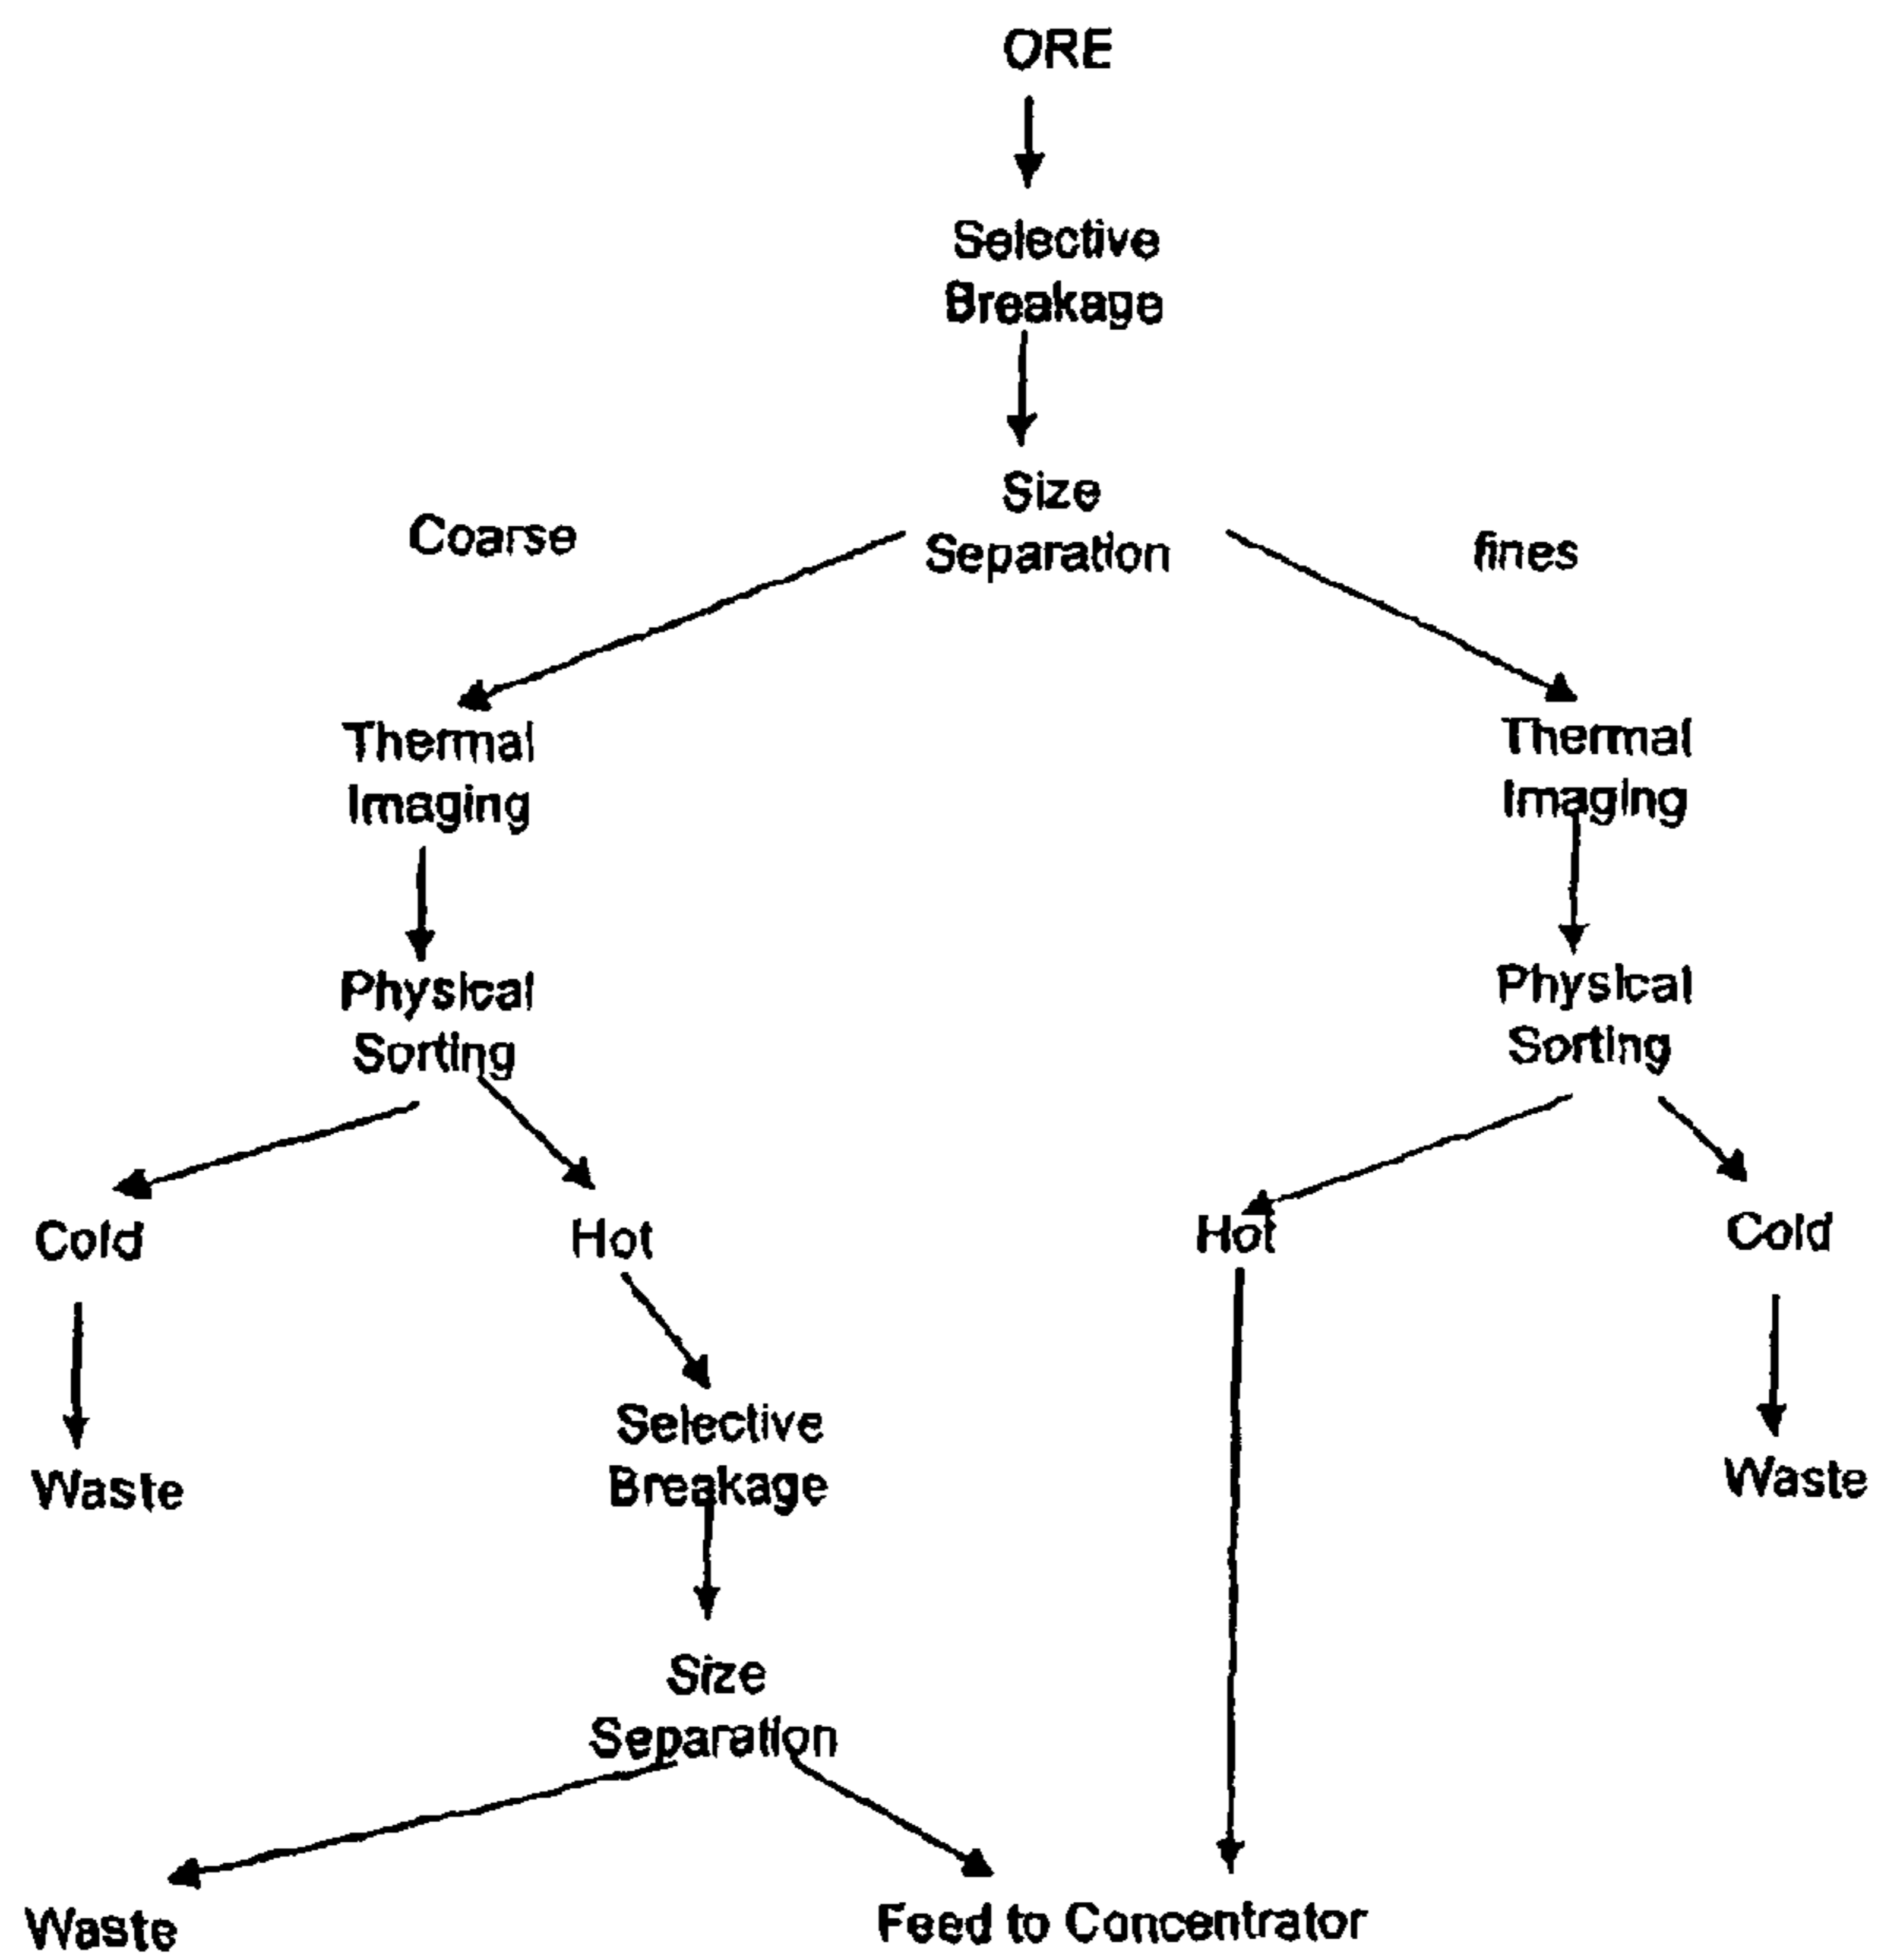 ORE
Selective
Breakage
Size
Separation
Coarse
fines
Thermal
Imaging
Thermal
Imaging
Physical
Sorting
Physical
Sorting
Cold
Hot
Hot
Cold
Waste
Selective
Breakage
Waste
Size
Separation
Waste
Feed to Concentrator